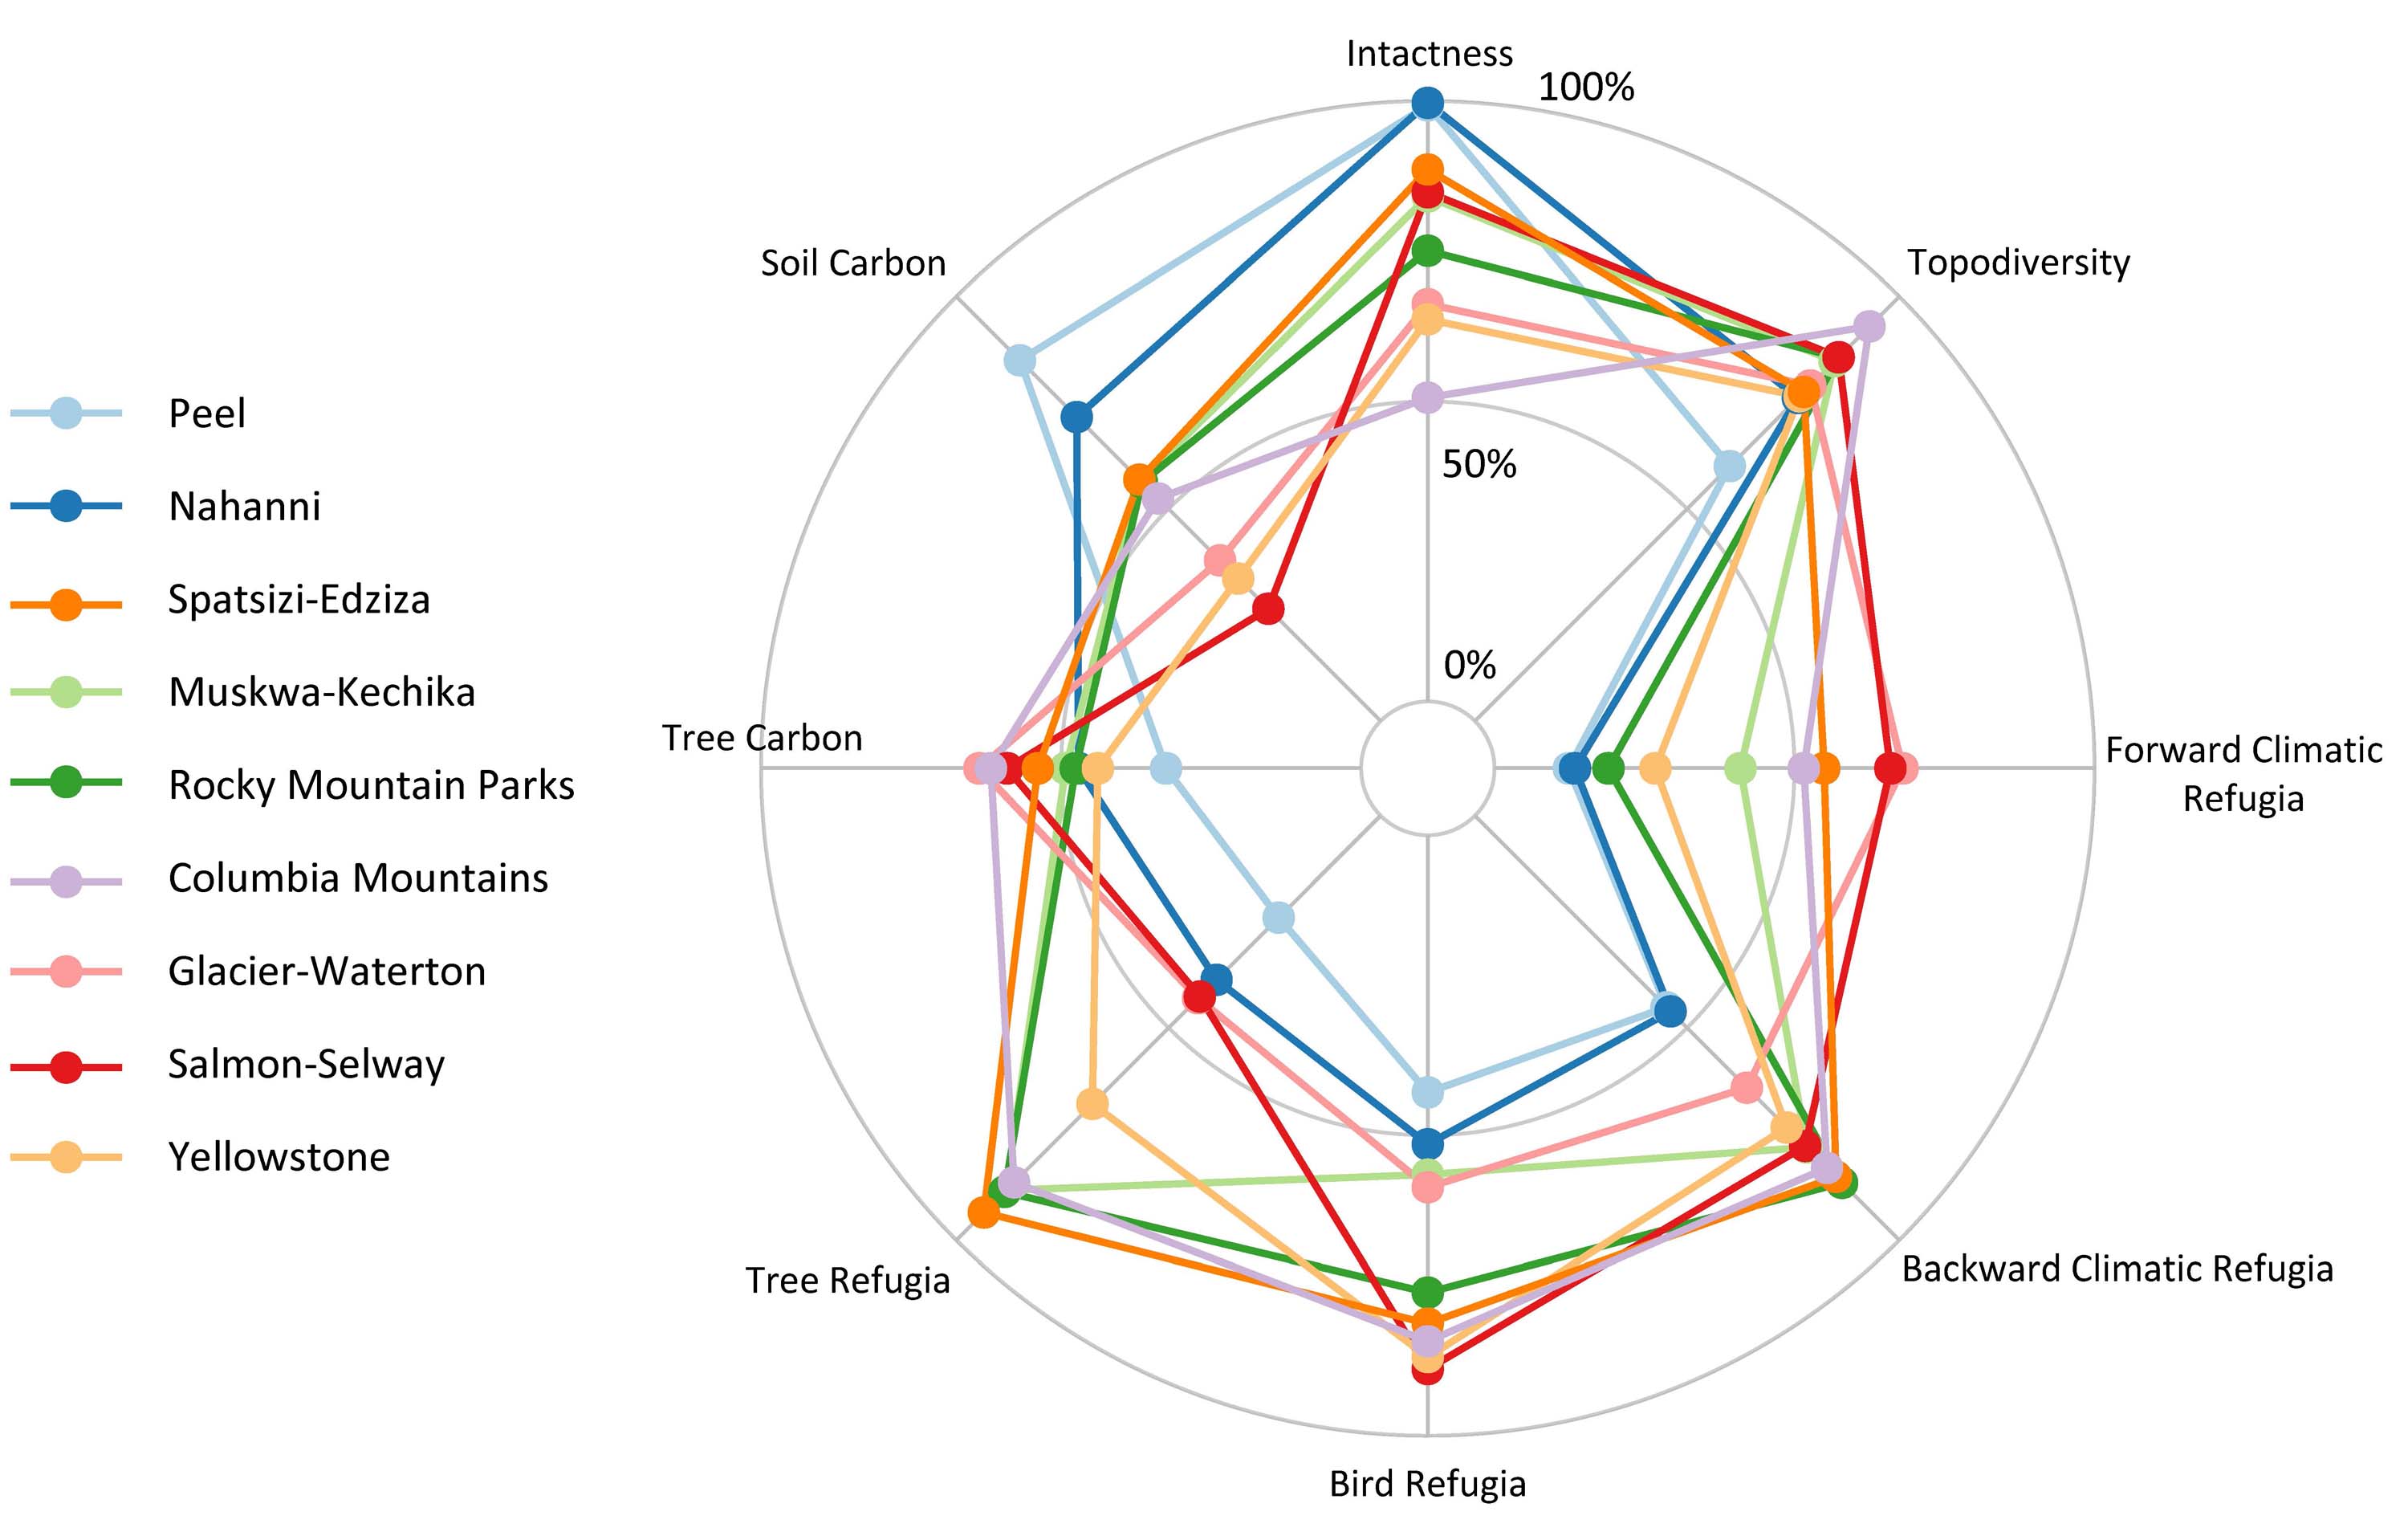 Intactness
100%
Soil Carbon
Topodiversity
Peel
50%
Nahanni
Spatsizi-Edziza
0%
Muskwa-Kechika
Tree Carbon
Forward Climatic
Refugia
Rocky Mountain Parks
Columbia Mountains
Glacier-Waterton
Salmon-Selway
Yellowstone
Tree Refugia
Backward Climatic Refugia
Bird Refugia